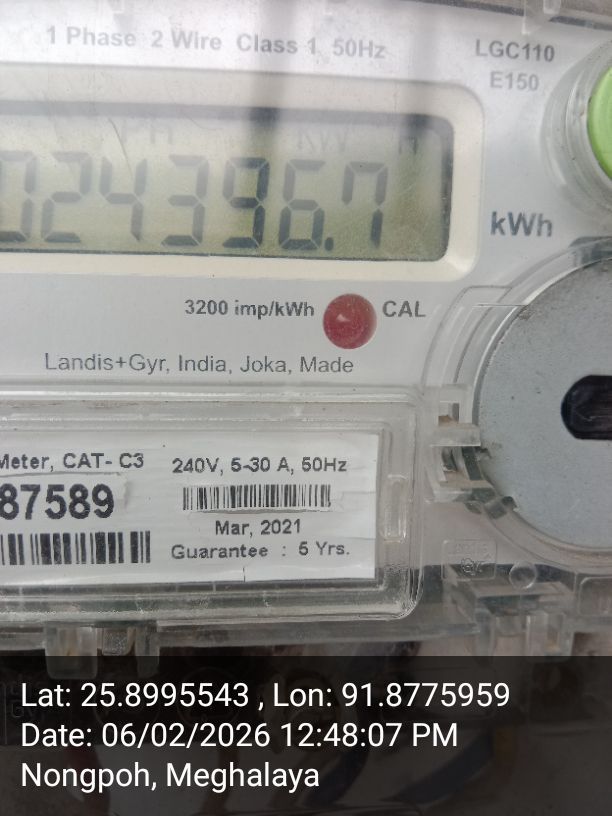 1 Phase 2 Wire Class 1, 50Hz
LGC110
E150
024396.7
kWh
3200 imp/kWh CAL
Landis+Gyr, India, Joka, Made
Meter, CAT- C3
87589
240V, 5-30 A, 50Hz
Mar, 2021
Guarantee : 5 Yrs.
Lat: 25.8995543 , Lon: 91.8775959
Date: 06/02/2026 12:48:07 PM
Nongpoh, Meghalaya